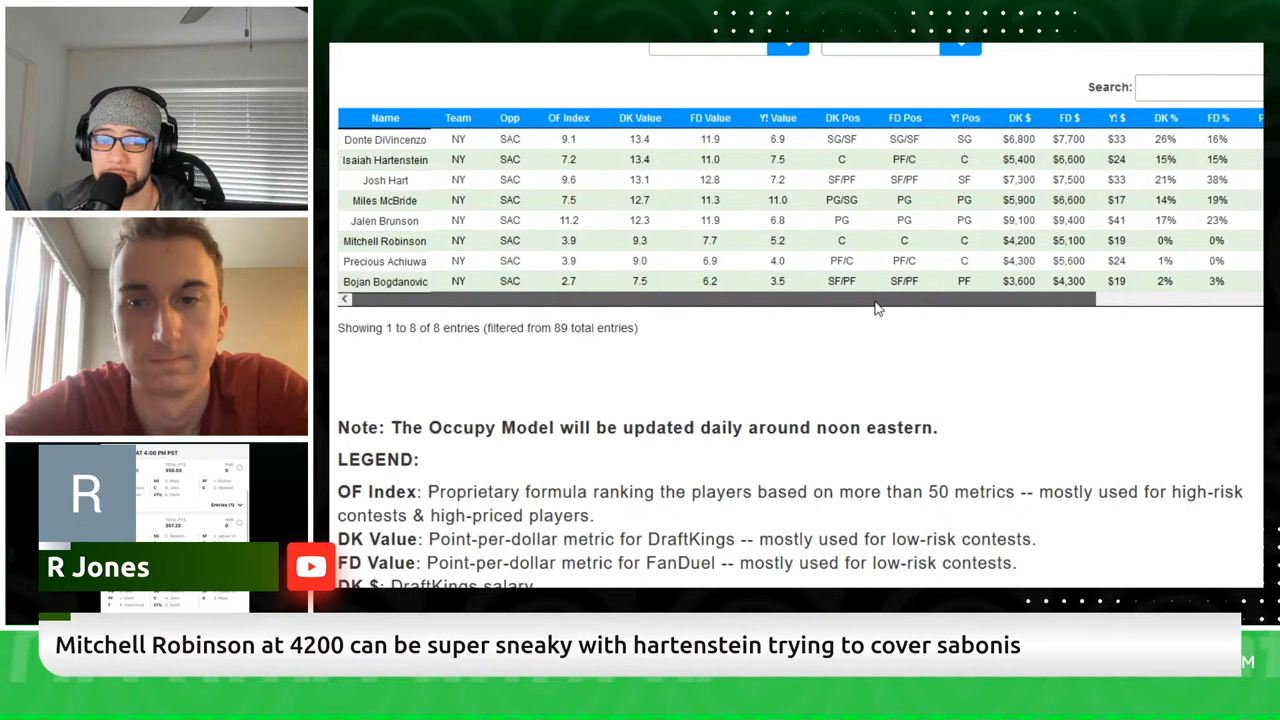 Search:
Name Team Opp OF Index DK Value FD Value Y! Value DK Pos FD Pos Y! Pos DK $ FD $ Y! $ DK % FD %
Donte DiVincenzo NY SAC 9.1 13.4 11.9 6.9 SG/SF SG/SF SG $6,800 $7,700 $33 26% 16%
Isaiah Hartenstein NY SAC 7.2 13.4 11.0 7.5 C PF/C C $5,400 $6,600 $24 15% 15%
Josh Hart NY SAC 9.6 13.1 12.8 7.2 SF/PF SF/PF SF $7,300 $7,500 $33 21% 38%
Miles McBride NY SAC 7.5 12.7 11.3 11.0 PG/SG PG PG $5,900 $6,600 $17 14% 19%
Jalen Brunson NY SAC 11.2 12.3 11.9 6.8 PG PG PG $9,100 $9,400 $41 17% 23%
Mitchell Robinson NY SAC 3.9 9.3 7.7 5.2 C C C $4,200 $5,100 $19 0% 0%
Precious Achiuwa NY SAC 3.9 9.0 6.9 4.0 PF/C PF/C C $4,300 $5,600 $24 1% 0%
Bojan Bogdanovic NY SAC 2.7 7.5 6.2 3.5 SF/PF SF/PF PF $3,600 $4,300 $19 2% 3%
Showing 1 to 8 of 8 entries (filtered from 89 total entries)
Note: The Occupy Model will be updated daily around noon eastern.
LEGEND:
OF Index: Proprietary formula ranking the players based on more than 50 metrics -- mostly used for high-risk
contests & high-priced players.
DK Value: Point-per-dollar metric for DraftKings -- mostly used for low-risk contests.
FD Value: Point-per-dollar metric for FanDuel -- mostly used for low-risk contests.
DK $: DraftKings salary
AT 4:00 PM PST
R
R Jones
Mitchell Robinson at 4200 can be super sneaky with hartenstein trying to cover sabonis